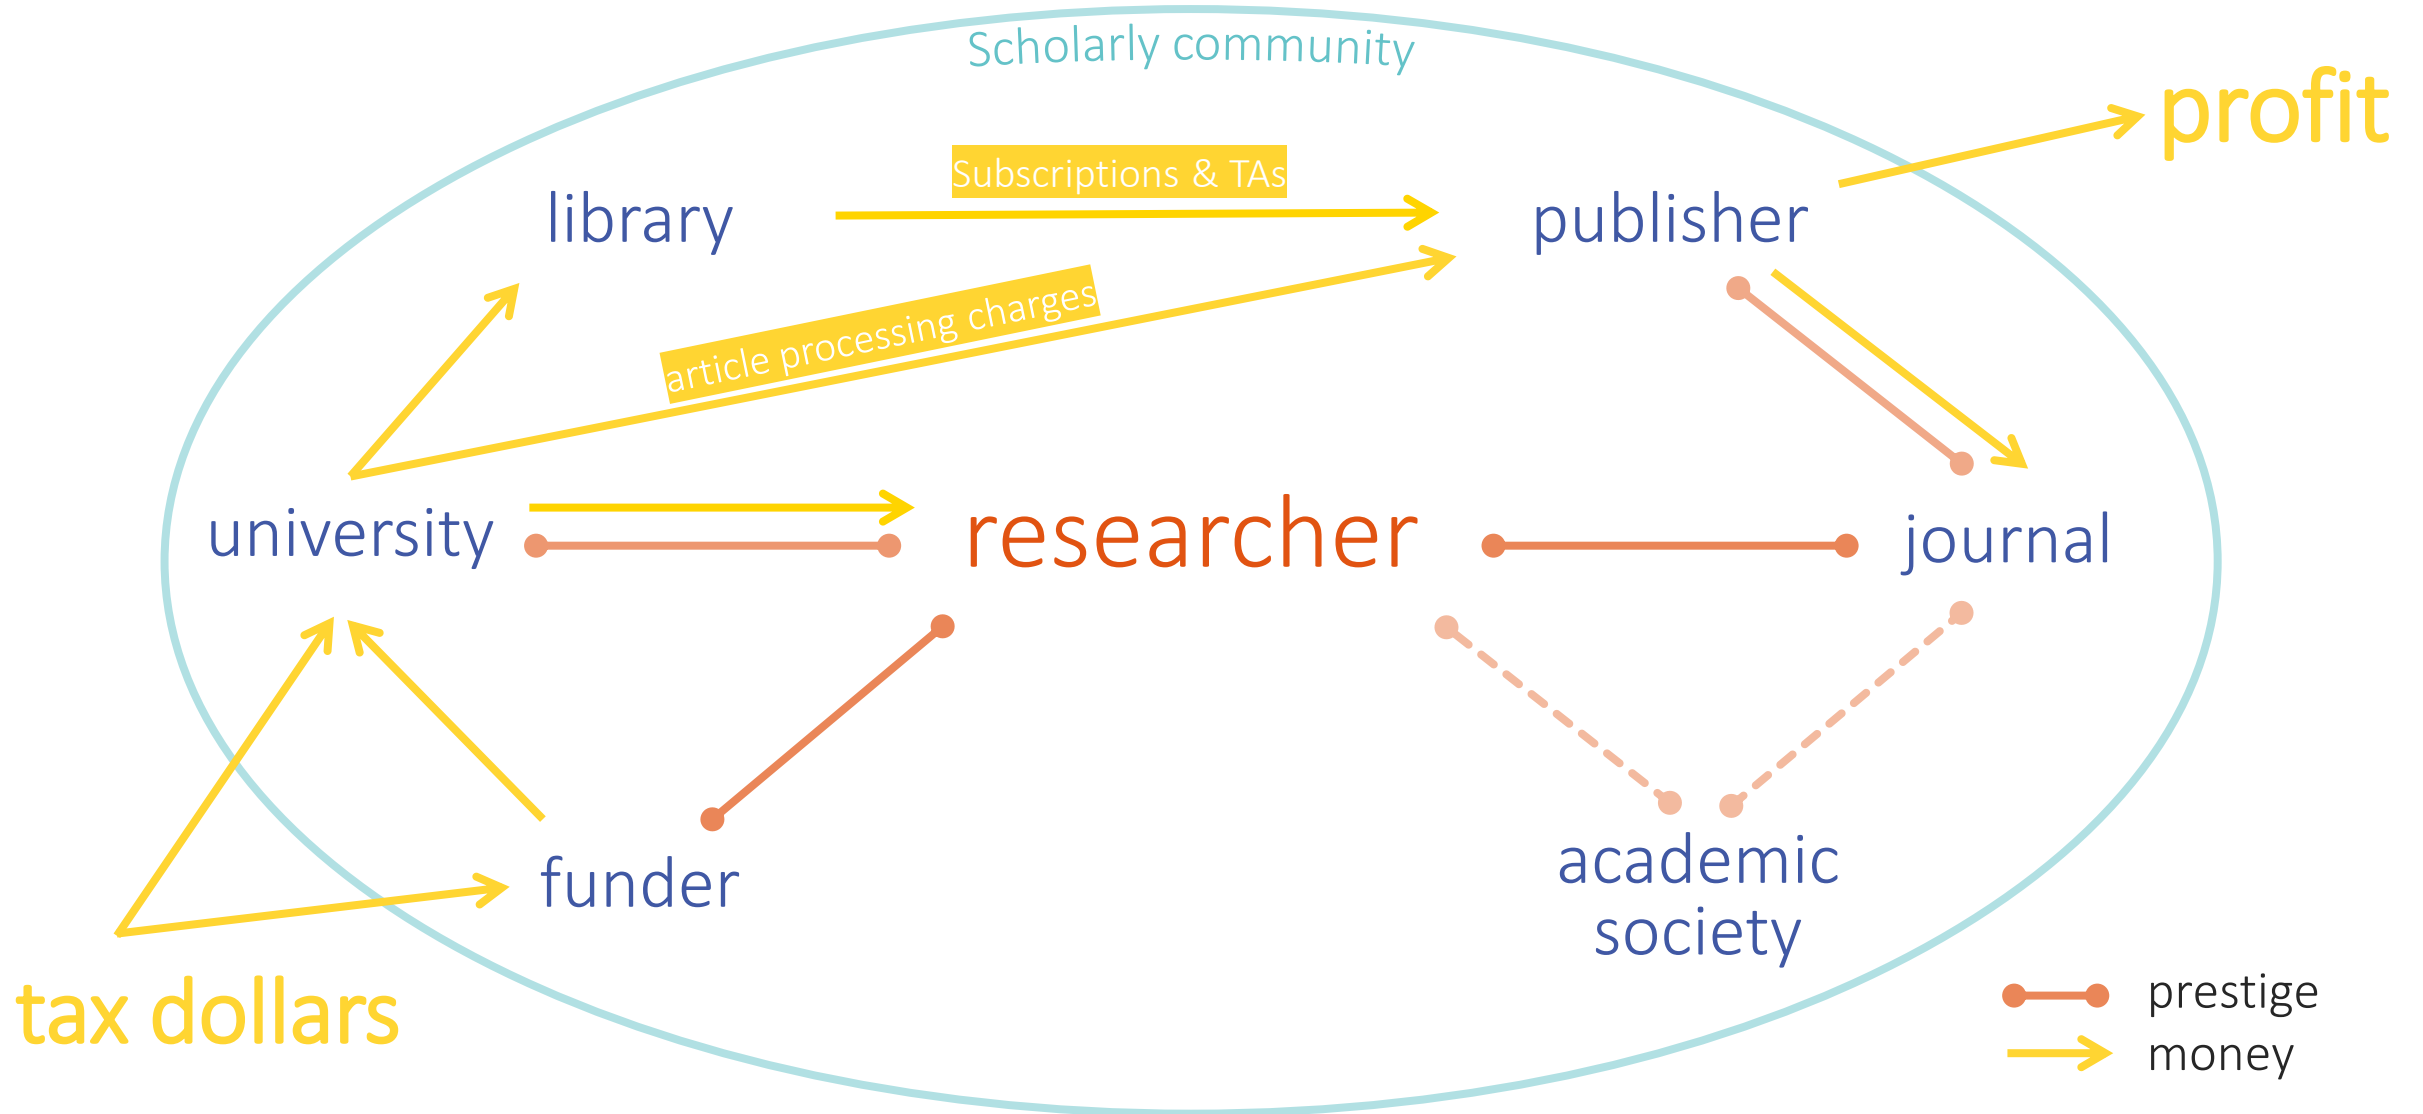 Scholarly community
profit
Subscriptions & TAs
library
publisher
article processing charges
university
researcher
journal
funder
academic
society
tax dollars
prestige
money